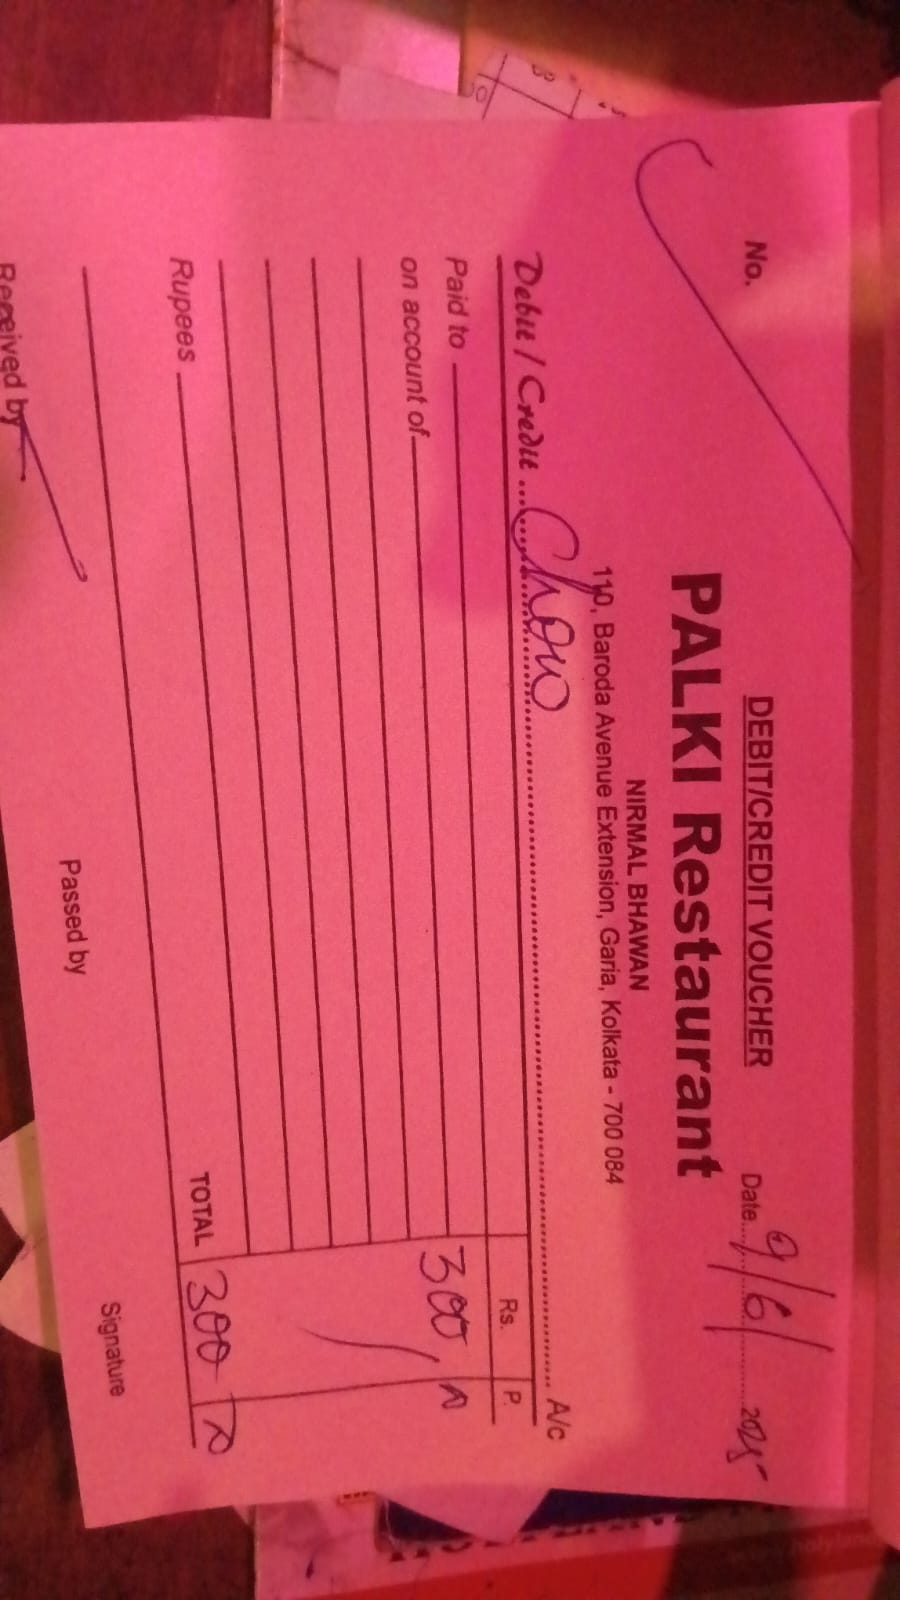 DEBIT/CREDIT VOUCHER
No. Date 9/6/ 2025
PALKI Restaurant
NIRMAL BHAWAN
110, Baroda Avenue Extension, Garia, Kolkata - 700 084
Debit / Credit Chow A/c
Rs. P.
Paid to 300
on account of
Rupees TOTAL 300
Received by Passed by Signature